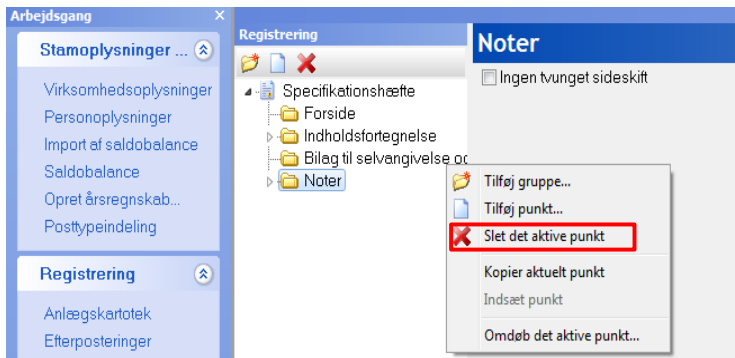 Arbejdsgang
Stamoplysninger ...
Virksomhedsoplysninger
Personoplysninger
Import af saldobalance
Saldobalance
Opret årsregnskab...
Posttypeindeling
Registrering
Anlægskartotek
Efterposteringer
Registrering
Specifikationshæfte
Forside
Indholdsfortegnelse
Bilag til selvangivelse og
Noter
Noter
Ingen tvunget sideskift
Tilføj gruppe...
Tilføj punkt...
Slet det aktive punkt
Kopier aktuelt punkt
Indsæt punkt
Omdøb det aktive punkt...